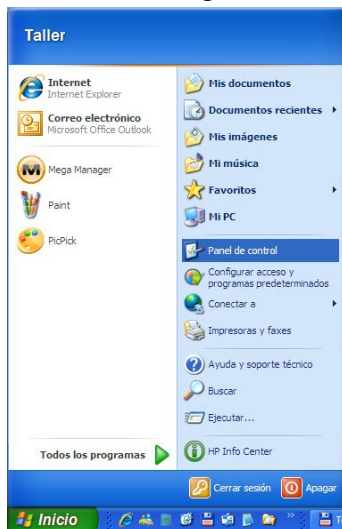 Taller
Internet
Internet Explorer
Correo electrónico
Microsoft Office Outlook
Mega Manager
Paint
PicPick
Todos los programas
Mis documentos
Documentos recientes
Mis imágenes
Mi música
Favoritos
Mi PC
Panel de control
Configurar acceso y
programas predeterminados
Conectar a
Impresoras y faxes
Ayuda y soporte técnico
Buscar
Ejecutar...
HP Info Center
Cerrar sesión
Apagar
Inicio